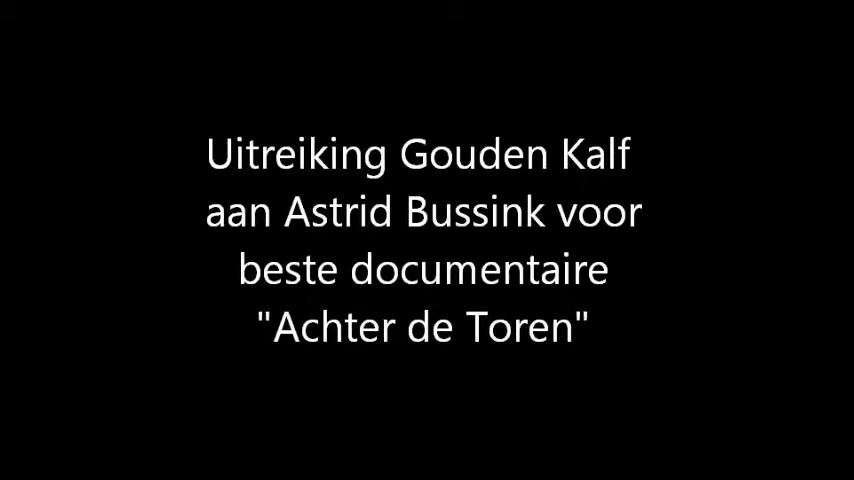 Uitreiking Gouden Kalf
aan Astrid Bussink voor
beste documentaire
"Achter de Toren"